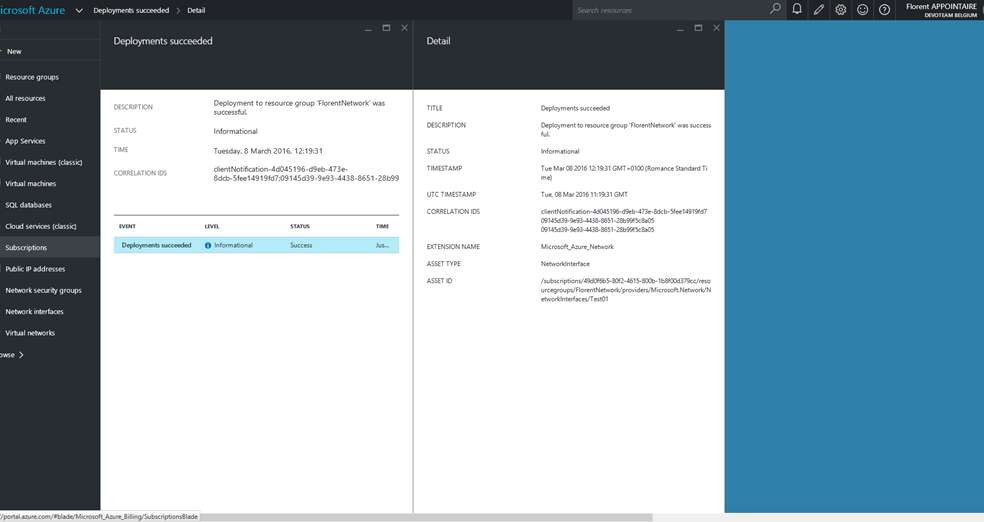 icrosoft Azure
Deployments succeeded
Detail
Search resources
Florent APPOINTAIRE
DEVOTEAM BELGIUM
New
Resource groups
All resources
Recent
App Services
Virtual machines (classic)
Virtual machines
SQL databases
Cloud services (classic)
Subscriptions
Public IP addresses
Network security groups
Network interfaces
Virtual networks
owse
Deployments succeeded
DESCRIPTION
Deployment to resource group 'FlorentNetwork' was
successful.
STATUS
Informational
TIME
Tuesday, 8 March 2016, 12:19:31
CORRELATION IDS
clientNotification-4d045196-d9eb-473e-
8dcb-5fee14919fd7;09145d39-9e93-4438-8651-28b99
EVENT LEVEL STATUS TIME
Deployments succeeded Informational Success Jus...
Detail
TITLE
Deployments succeeded
DESCRIPTION
Deployment to resource group 'FlorentNetwork' was success
ful.
STATUS
Informational
TIMESTAMP
Tue Mar 08 2016 12:19:31 GMT+0100 (Romance Standard Ti
me)
UTC TIMESTAMP
Tue, 08 Mar 2016 11:19:31 GMT
CORRELATION IDS
clientNotification-4d045196-d9eb-473e-8dcb-5fee14919fd7
09145d39-9e93-4438-8651-28b99f5c8a05
09145d39-9e93-4438-8651-28b99f5c8a05
EXTENSION NAME
Microsoft_Azure_Network
ASSET TYPE
NetworkInterface
ASSET ID
/subscriptions/49d0f6b5-80f2-4615-800b-1b8f00d379cc/reso
urcegroups/FlorentNetwork/providers/Microsoft.Network/N
etworkInterfaces/Test01
//portal.azure.com/#blade/Microsoft_Azure_Billing/SubscriptionsBlade